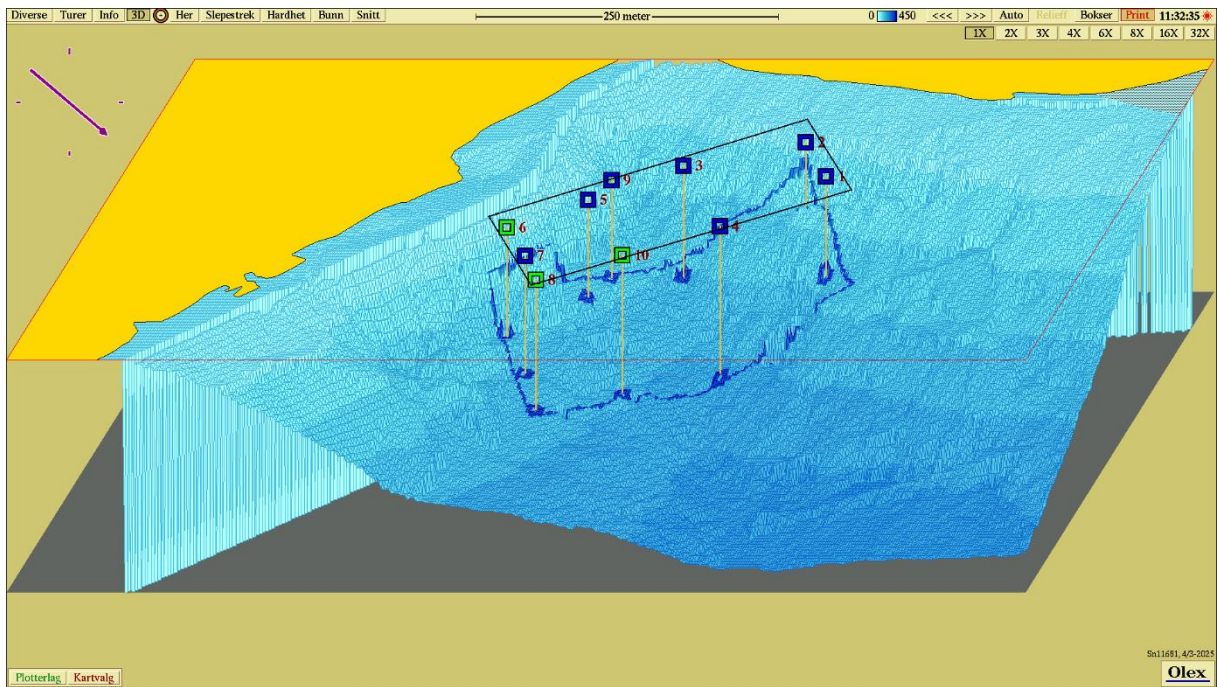 Diverse Turer Info 3D Her Slepestrek Hardhet Bunn Snitt 250 meter 0 450 <<< >>> Auto Relieff Bokser Print 11:32:35
1X 2X 3X 4X 6X 8X 16X 32X
2
3
1
9
5
6
4
7
10
8
Sn11681, 4/3-2025
Plotterlag Kartvalg
Olex